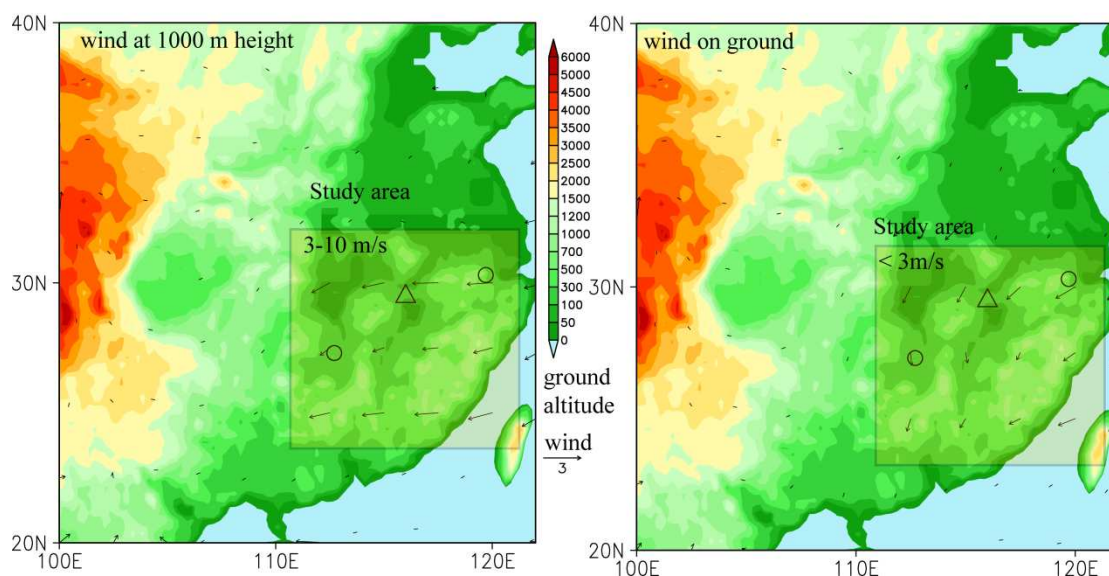 40N
wind at 1000 m height
Study area
3-10 m/s
30N
20N
100E
110E
120E
6000
5000
4500
3500
2500
2000
1500
1200
1000
700
500
300
100
50
0
ground
altitude
wind
3
40N
wind on ground
Study area
< 3m/s
30N
20N
100E
110E
120E